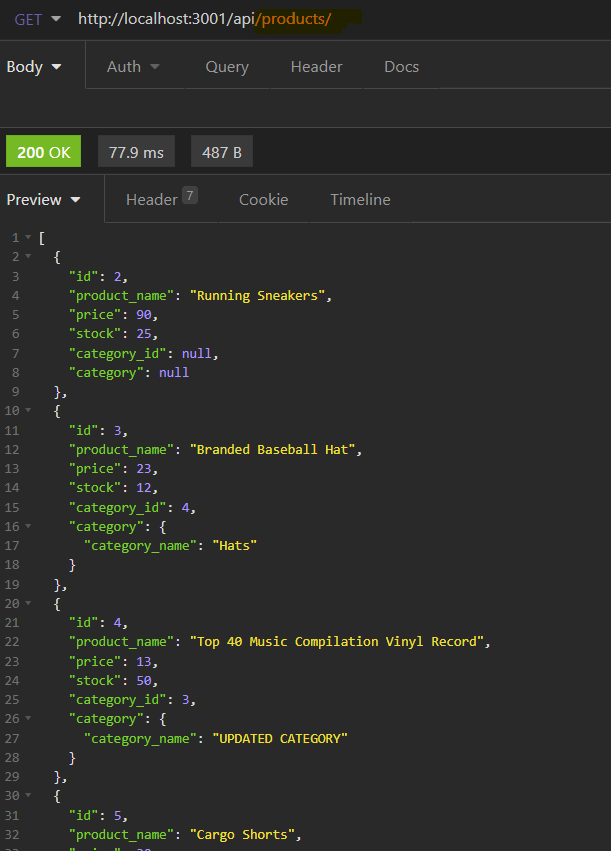 GET http://localhost:3001/api/products/
Body Auth Query Header Docs
200 OK 77.9 ms 487 B
Preview Header 7 Cookie Timeline
1 [
2 {
3 "id": 2,
4 "product_name": "Running Sneakers",
5 "price": 90,
6 "stock": 25,
7 "category_id": null,
8 "category": null
9 },
10 {
11 "id": 3,
12 "product_name": "Branded Baseball Hat",
13 "price": 23,
14 "stock": 12,
15 "category_id": 4,
16 "category": {
17 "category_name": "Hats"
18 }
19 },
20 {
21 "id": 4,
22 "product_name": "Top 40 Music Compilation Vinyl Record",
23 "price": 13,
24 "stock": 50,
25 "category_id": 3,
26 "category": {
27 "category_name": "UPDATED CATEGORY"
28 }
29 },
30 {
31 "id": 5,
32 "product_name": "Cargo Shorts",